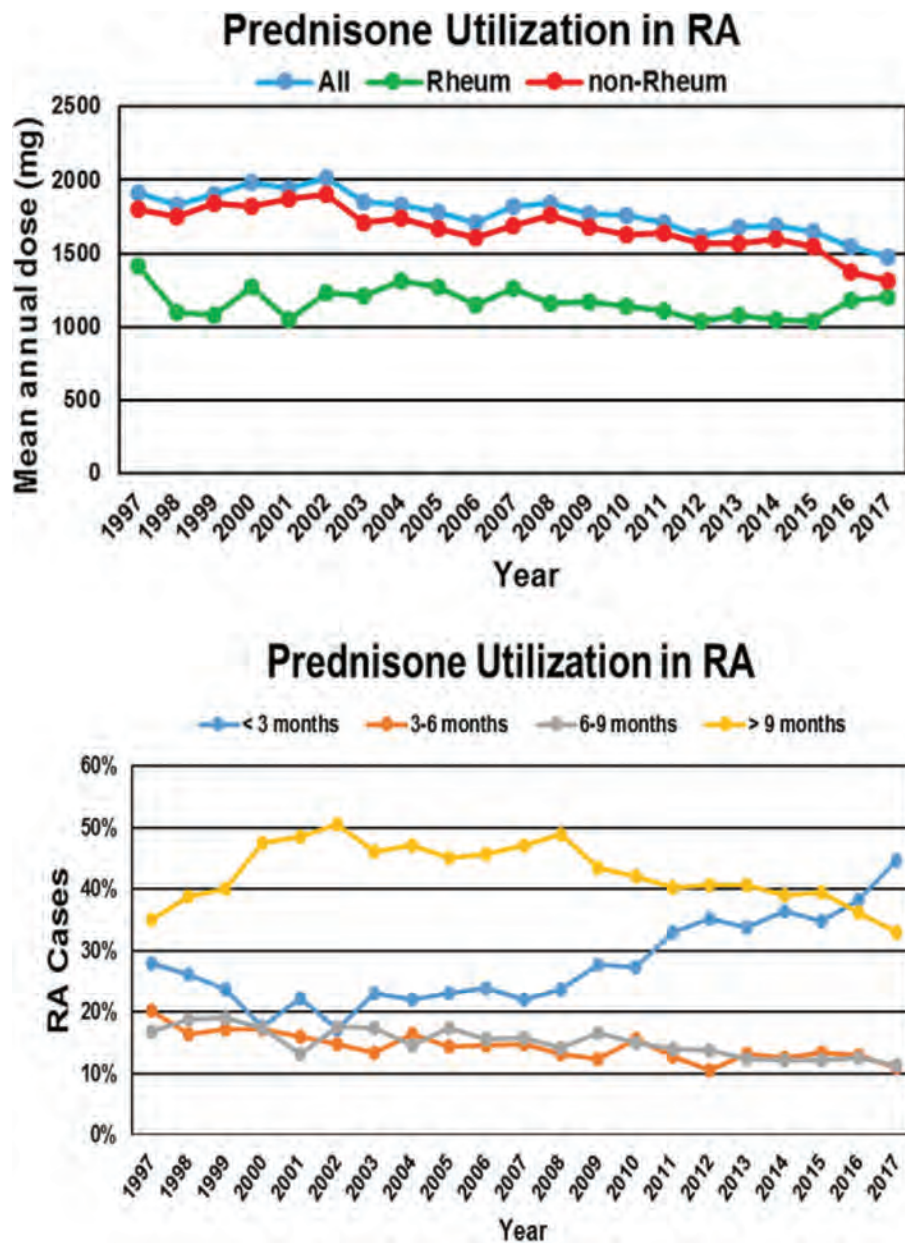 Prednisone Utilization in RA
All Rheum non-Rheum
Mean annual dose (mg)
2500
2000
1500
1000
500
0
1997 1998 1999 2000 2001 2002 2003 2004 2005 2006 2007 2008 2009 2010 2011 2012 2013 2014 2015 2016 2017
Year
Prednisone Utilization in RA
< 3 months 3-6 months 6-9 months > 9 months
RA Cases
60%
50%
40%
30%
20%
10%
0%
1997 1998 1999 2000 2001 2002 2003 2004 2005 2006 2007 2008 2009 2010 2011 2012 2013 2014 2015 2016 2017
Year